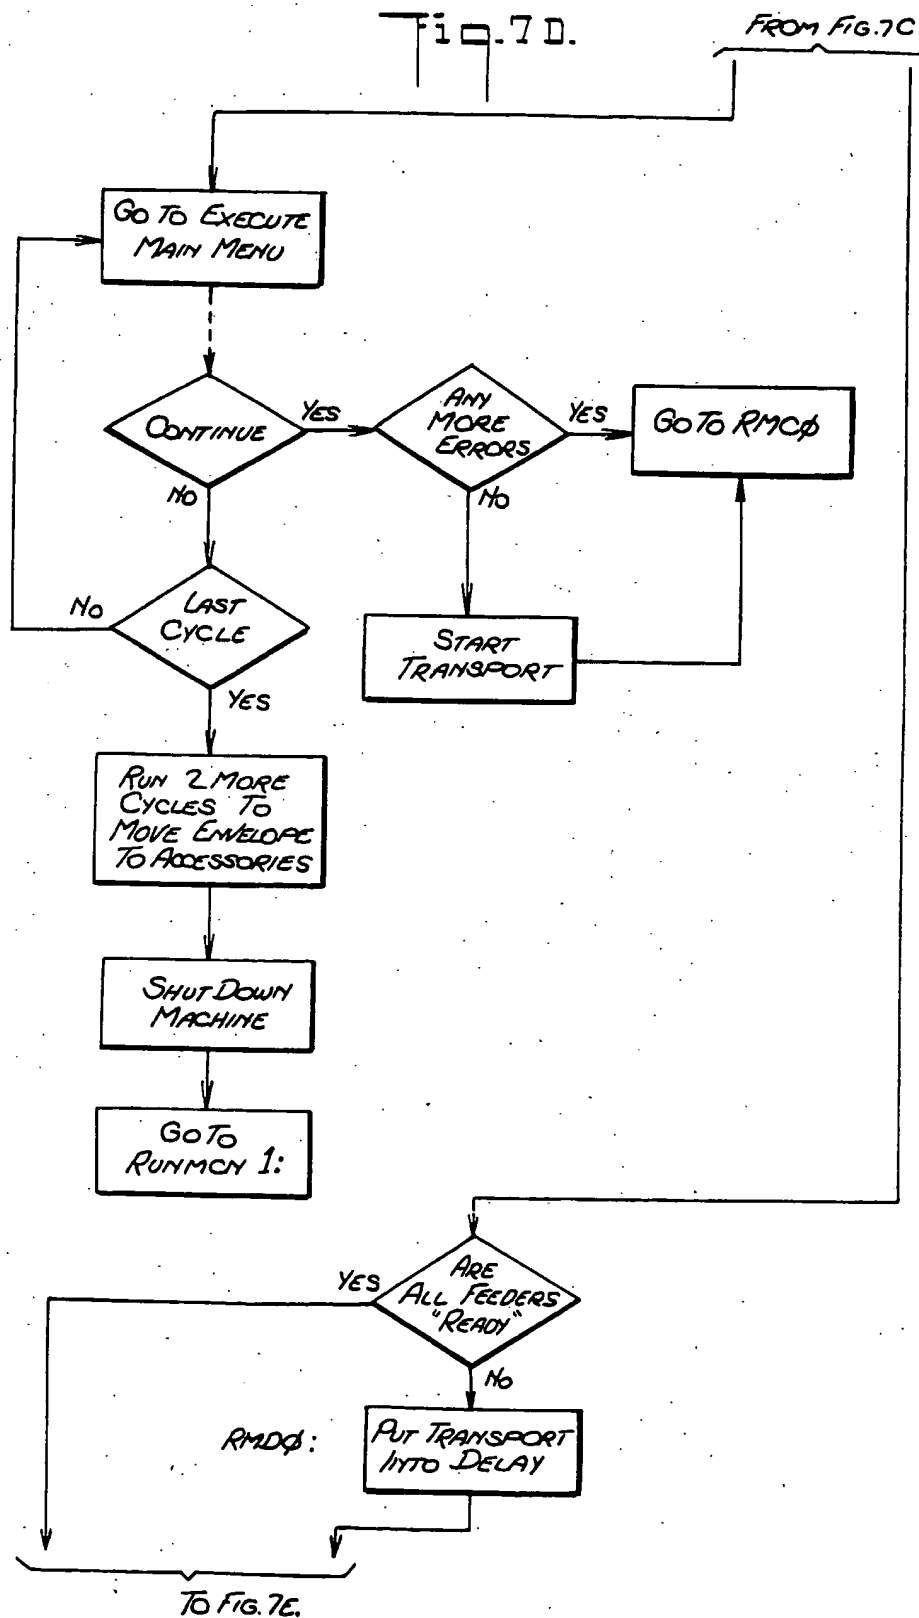 Fig. 7D.
FROM FIG. 7C
GO TO EXECUTE
MAIN MENU
CONTINUE
YES
NO
ANY
MORE
ERRORS
YES
NO
GO TO RMCØ
LAST
CYCLE
NO
YES
START
TRANSPORT
RUN 2 MORE
CYCLES TO
MOVE ENVELOPE
TO ACCESSORIES
SHUT DOWN
MACHINE
GO TO
RUNMCN 1:
ARE
ALL FEEDERS
"READY"
YES
NO
RMDØ:
PUT TRANSPORT
INTO DELAY
TO FIG. 7E.